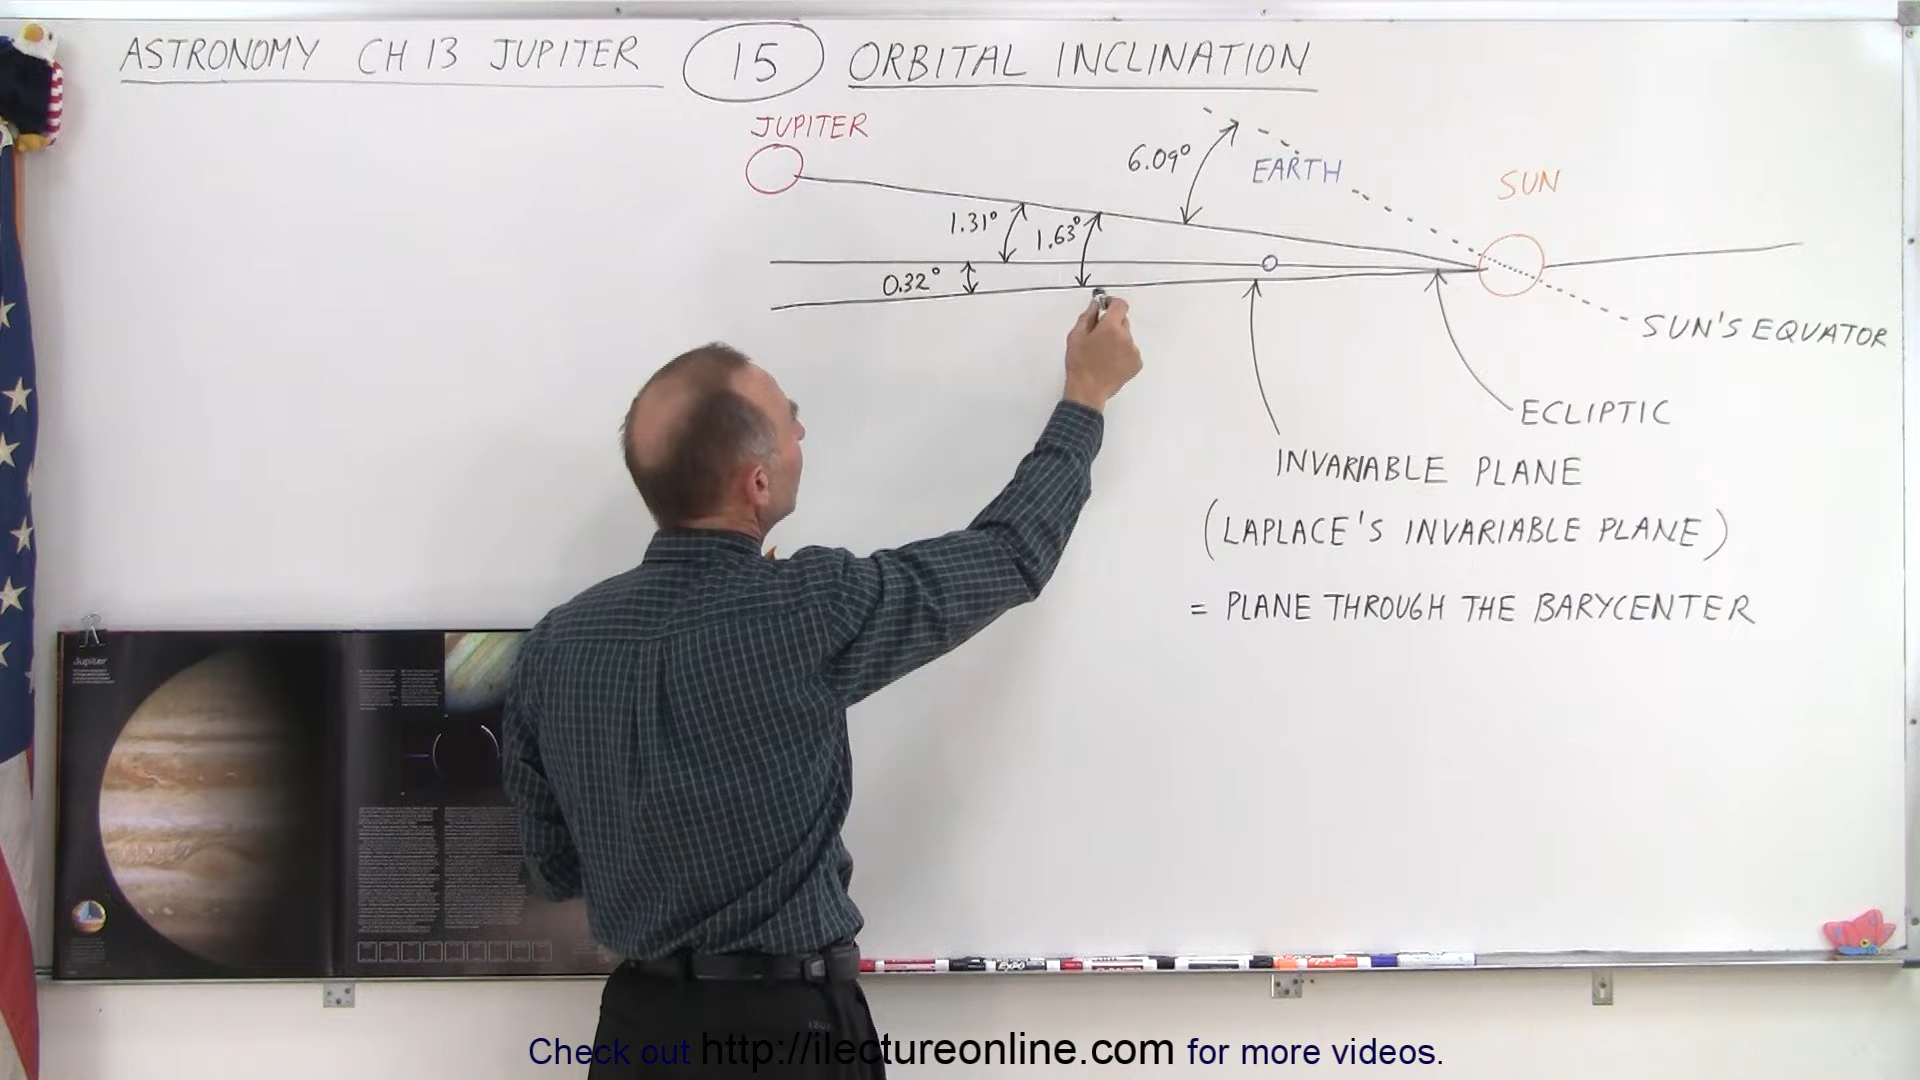 ASTRONOMY CH 13 JUPITER 15 ORBITAL INCLINATION
JUPITER
6.09°
EARTH
SUN
1.31°
1.63°
0.32°
SUN'S EQUATOR
ECLIPTIC
INVARIABLE PLANE
(LAPLACE'S INVARIABLE PLANE)
= PLANE THROUGH THE BARYCENTER
Jupiter
EXPO
Check out http://ilectureonline.com for more videos.